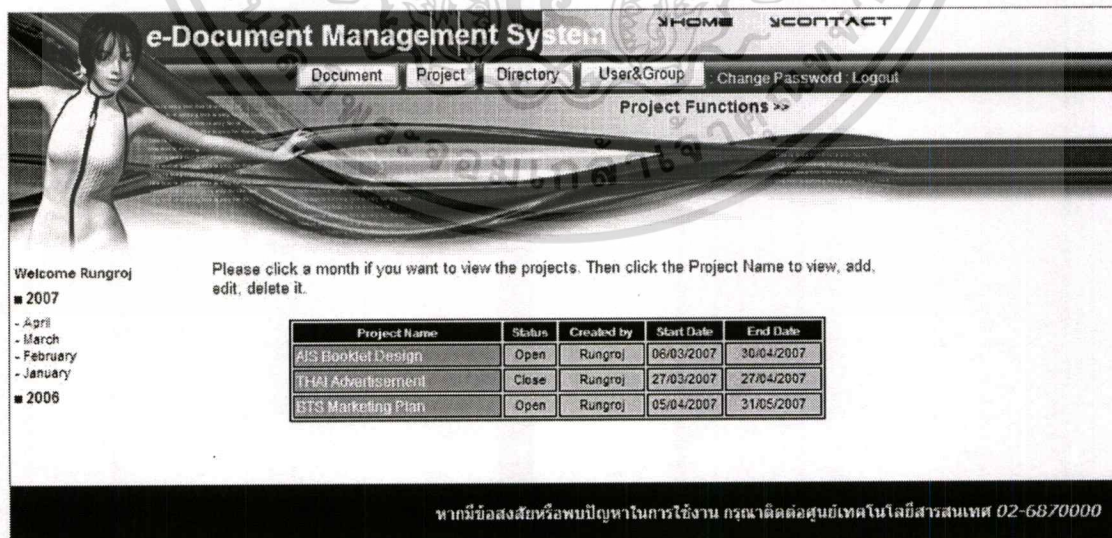 e-Document Management System
HOME CONTACT
Document Project Directory User&Group : Change Password : Logout
Project Functions >>
Welcome Rungroj
■ 2007
- April
- March
- February
- January
■ 2006
Please click a month if you want to view the projects. Then click the Project Name to view, add,
edit, delete it.
Project Name Status Created by Start Date End Date
AIS Booklet Design Open Rungroj 06/03/2007 30/04/2007
THAI Advertisement Close Rungroj 27/03/2007 27/04/2007
BTS Marketing Plan Open Rungroj 05/04/2007 31/05/2007
หากมีข้อสงสัยหรือพบปัญหาในการใช้งาน กรุณาติดต่อศูนย์เทคโนโลยีสารสนเทศ 02-6870000